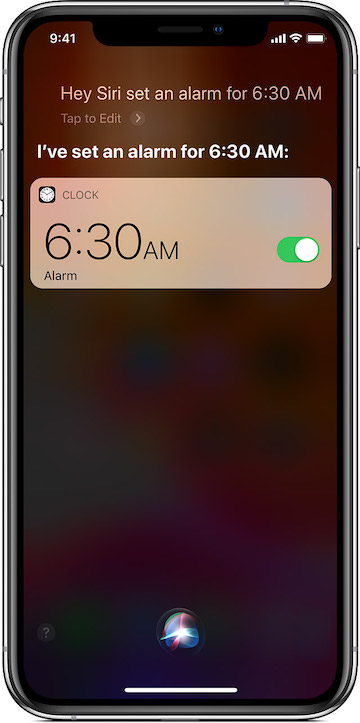 9:41
Hey Siri set an alarm for 6:30 AM
Tap to Edit
I've set an alarm for 6:30 AM:
CLOCK
6:30AM
Alarm
?